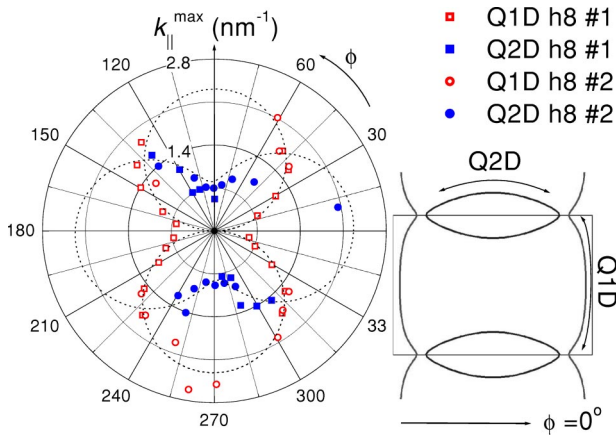 k||max (nm-1)
2.8
1.4
ϕ
120
60
150
30
180
210
33
240
300
270
Q1D h8 #1
Q2D h8 #1
Q1D h8 #2
Q2D h8 #2
Q2D
Q1D
ϕ =0°